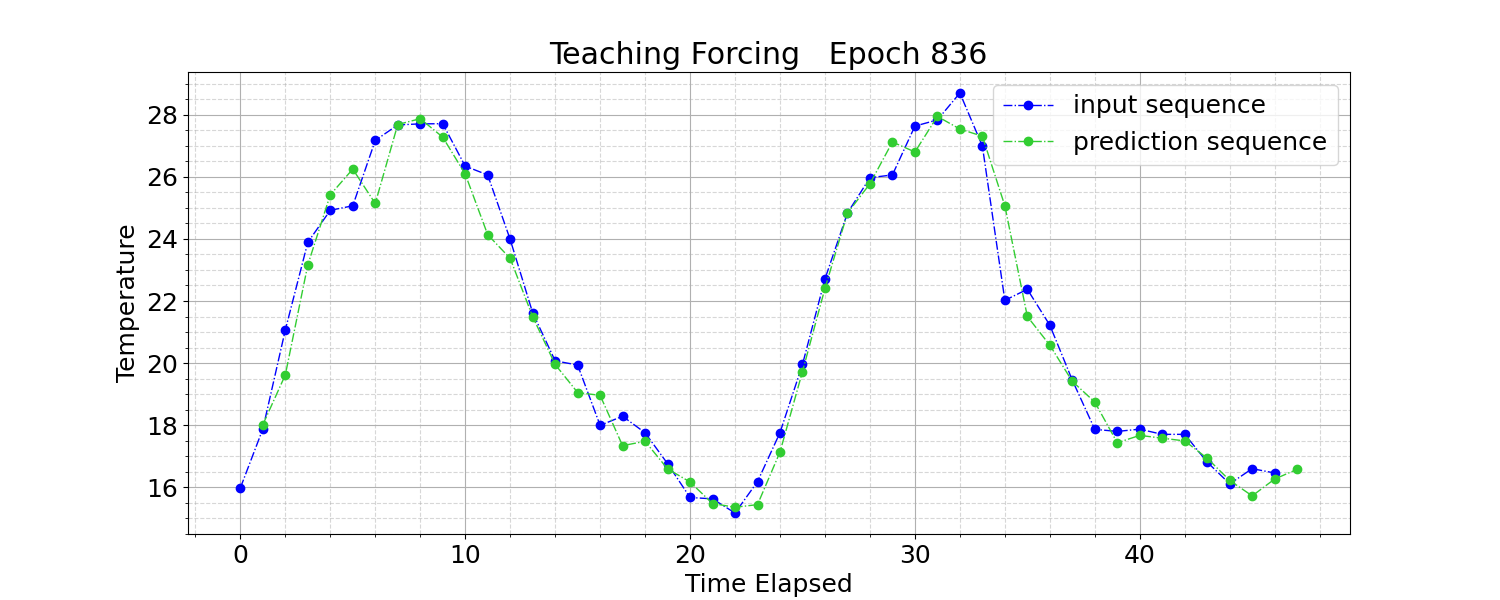 Teaching Forcing   Epoch 836
input sequence
prediction sequence
Temperature
28
26
24
22
20
18
16
0 10 20 30 40
Time Elapsed